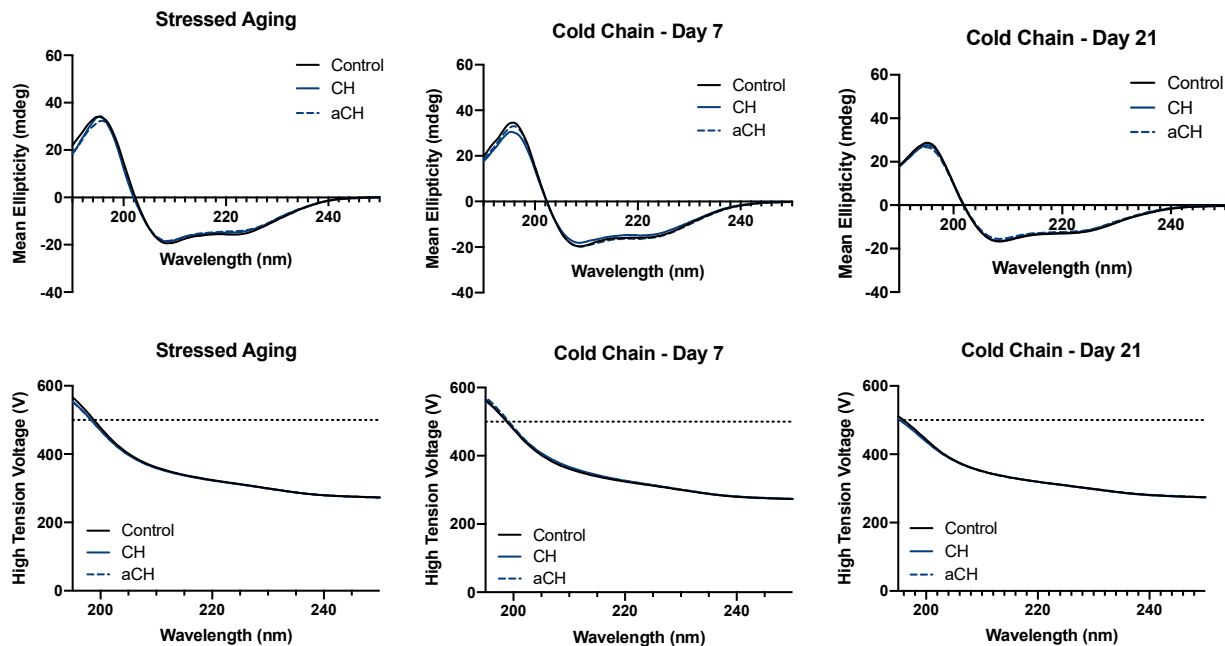 Stressed Aging
Mean Ellipticity (mdeg)
60
40
20
0
-20
-40
200
220
240
Wavelength (nm)
Control
CH
aCH
Cold Chain - Day 7
Mean Ellipticity (mdeg)
60
40
20
0
-20
-40
200
220
240
Wavelength (nm)
Control
CH
aCH
Cold Chain - Day 21
Mean Ellipticity (mdeg)
60
40
20
0
-20
-40
200
220
240
Wavelength (nm)
Control
CH
aCH
Stressed Aging
High Tension Voltage (V)
600
400
200
0
200
220
240
Wavelength (nm)
Control
CH
aCH
Cold Chain - Day 7
High Tension Voltage (V)
600
400
200
0
200
220
240
Wavelength (nm)
Control
CH
aCH
Cold Chain - Day 21
High Tension Voltage (V)
600
400
200
0
200
220
240
Wavelength (nm)
Control
CH
aCH